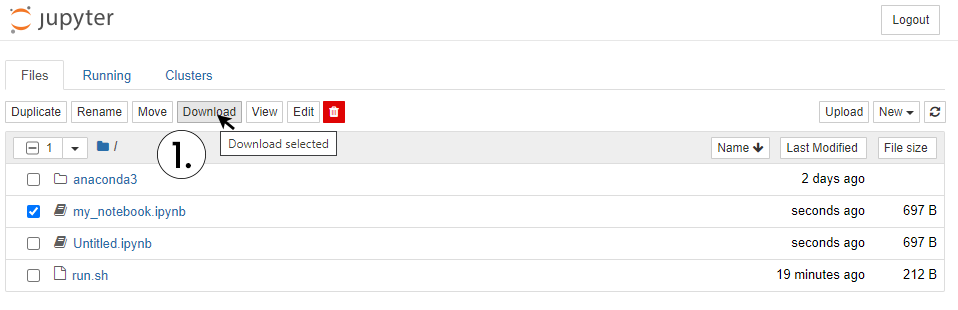 jupyter
Logout
Files Running Clusters
Duplicate Rename Move Download View Edit Upload New
Download selected
1.
1 / Name Last Modified File size
anaconda3 2 days ago
my_notebook.ipynb seconds ago 697 B
Untitled.ipynb seconds ago 697 B
run.sh 19 minutes ago 212 B